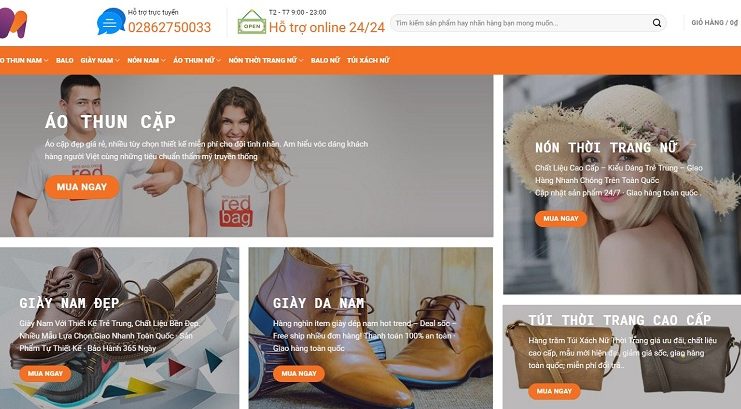 Hỗ trợ trực tuyến
02862750033
T2 - T7 9:00 - 23:00
Hỗ trợ online 24/24
OPEN
Tìm kiếm sản phẩm hay nhãn hàng bạn mong muốn...
GIỎ HÀNG / 0₫
O THUN NAM
BALO
GIÀY NAM
NÓN NAM
ÁO THUN NỮ
NÓN THỜI TRANG NỮ
BALO NỮ
TÚI XÁCH NỮ
ÁO THUN CẶP
Áo cặp đẹp giá rẻ, nhiều tùy chọn thiết kế miễn phí cho đôi tình nhân. Am hiểu vóc dáng khách
hàng người Việt cùng những tiêu chuẩn thẩm mỹ truyền thống
MUA NGAY
red
bag
red
bag
NÓN THỜI TRANG NỮ
Chất Liệu Cao Cấp – Kiểu Dáng Trẻ Trung – Giao
Hàng Nhanh Chóng Trên Toàn Quốc
Cập nhật sản phẩm 24/7 - Giao hàng toàn quốc .
MUA NGAY
GIÀY NAM ĐẸP
Giày Nam Với Thiết Kế Trẻ Trung, Chất Liệu Bền Đẹp.
Nhiều Mẫu Lựa Chọn.Giao Nhanh Toàn Quốc · Sản
Phẩm Tự Thiết Kế · Bảo Hành 365 Ngày
MUA NGAY
GIÀY DA NAM
Hàng nghìn item giày dép nam hot trend – Deal sốc –
Free ship nhiều đơn hàng! Thanh toán 100% an toàn ·
Giao hàng toàn quốc
MUA NGAY
TÚI THỜI TRANG CAO CẤP
Hàng trăm Túi Xách Nữ Thời Trang giá ưu đãi, chất liệu
cao cấp, mẫu mới hiện đại, giảm giá sốc, giao hàng
toàn quốc, miễn phí đổi trả..
MUA NGAY